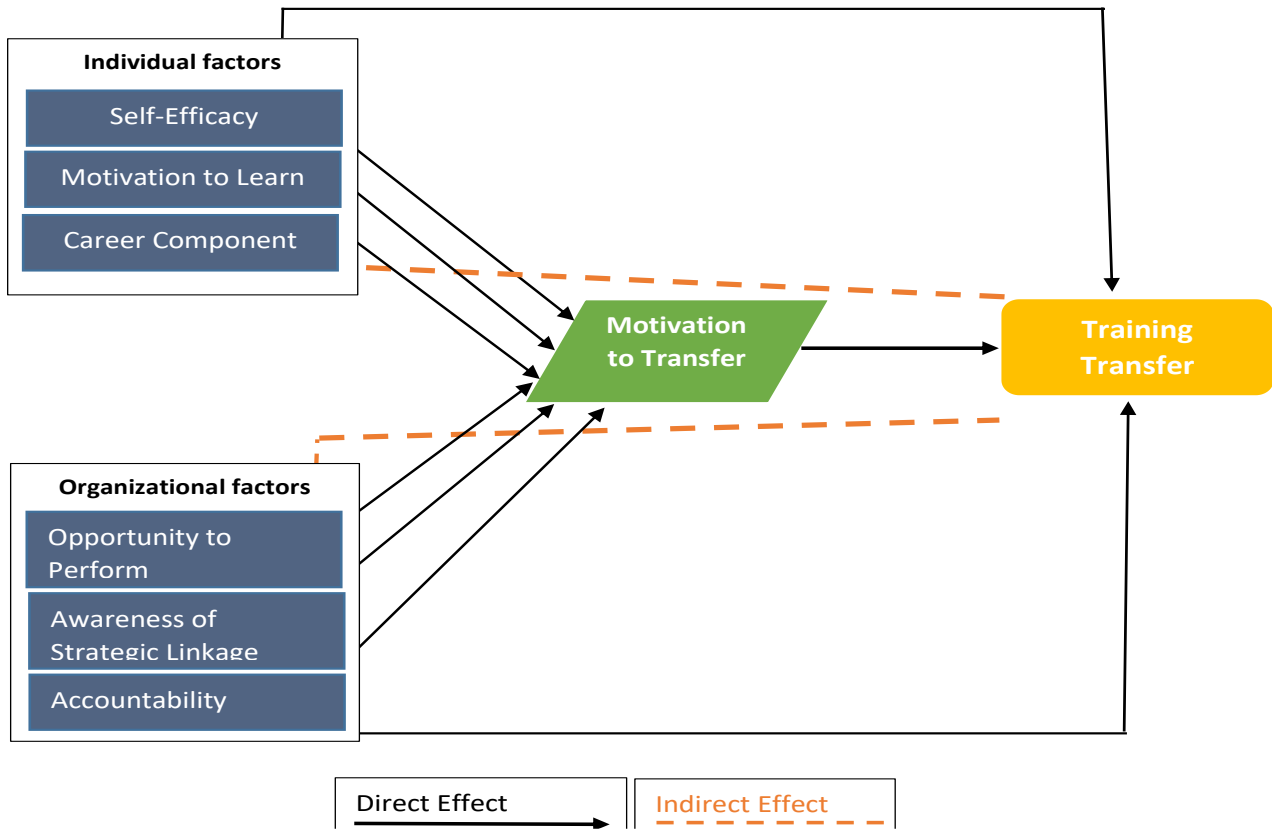 Individual factors
Self-Efficacy
Motivation to Learn
Career Component
Motivation
to Transfer
Training
Transfer
Organizational factors
Opportunity to
Perform
Awareness of
Strategic Linkage
Accountability
Direct Effect
Indirect Effect